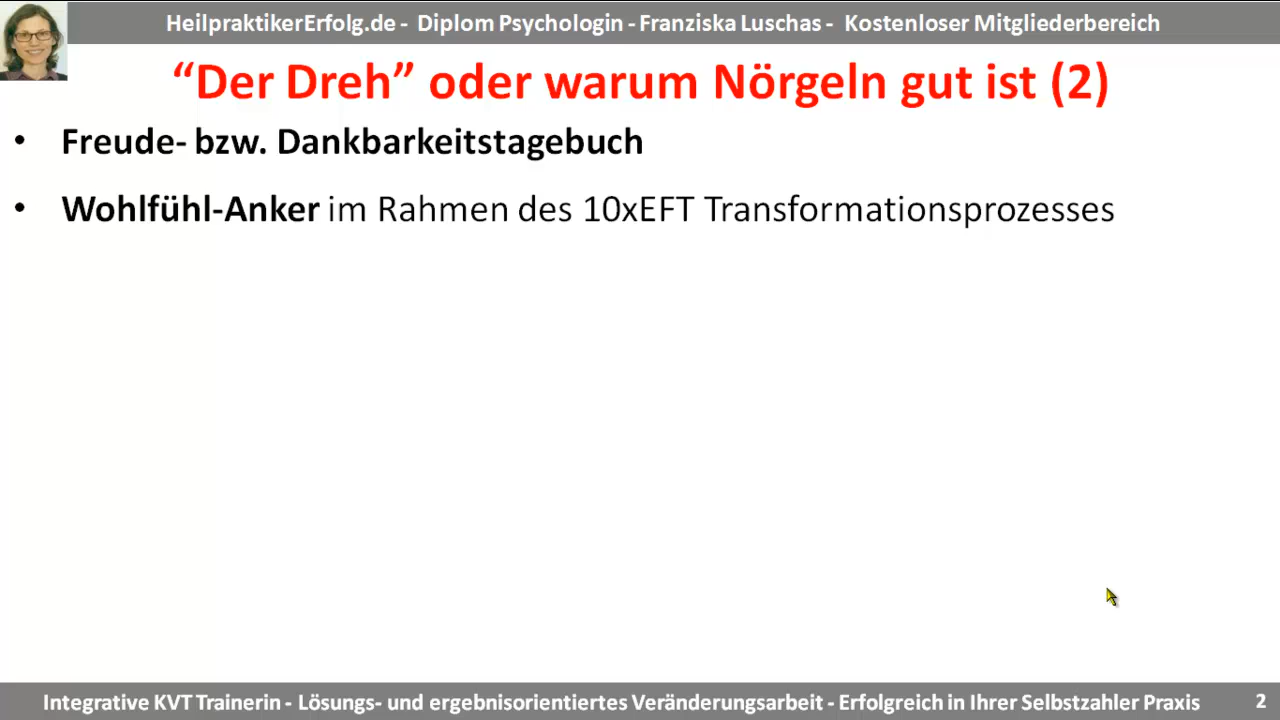 HeilpraktikerErfolg.de - Diplom Psychologin - Franziska Luschas - Kostenloser Mitgliederbereich
“Der Dreh” oder warum Nörgeln gut ist (2)
• Freude- bzw. Dankbarkeitstagebuch
• Wohlfühl-Anker im Rahmen des 10xEFT Transformationsprozesses
Integrative KVT Trainerin - Lösungs- und ergebnisorientiertes Veränderungsarbeit - Erfolgreich in Ihrer Selbstzahler Praxis 2